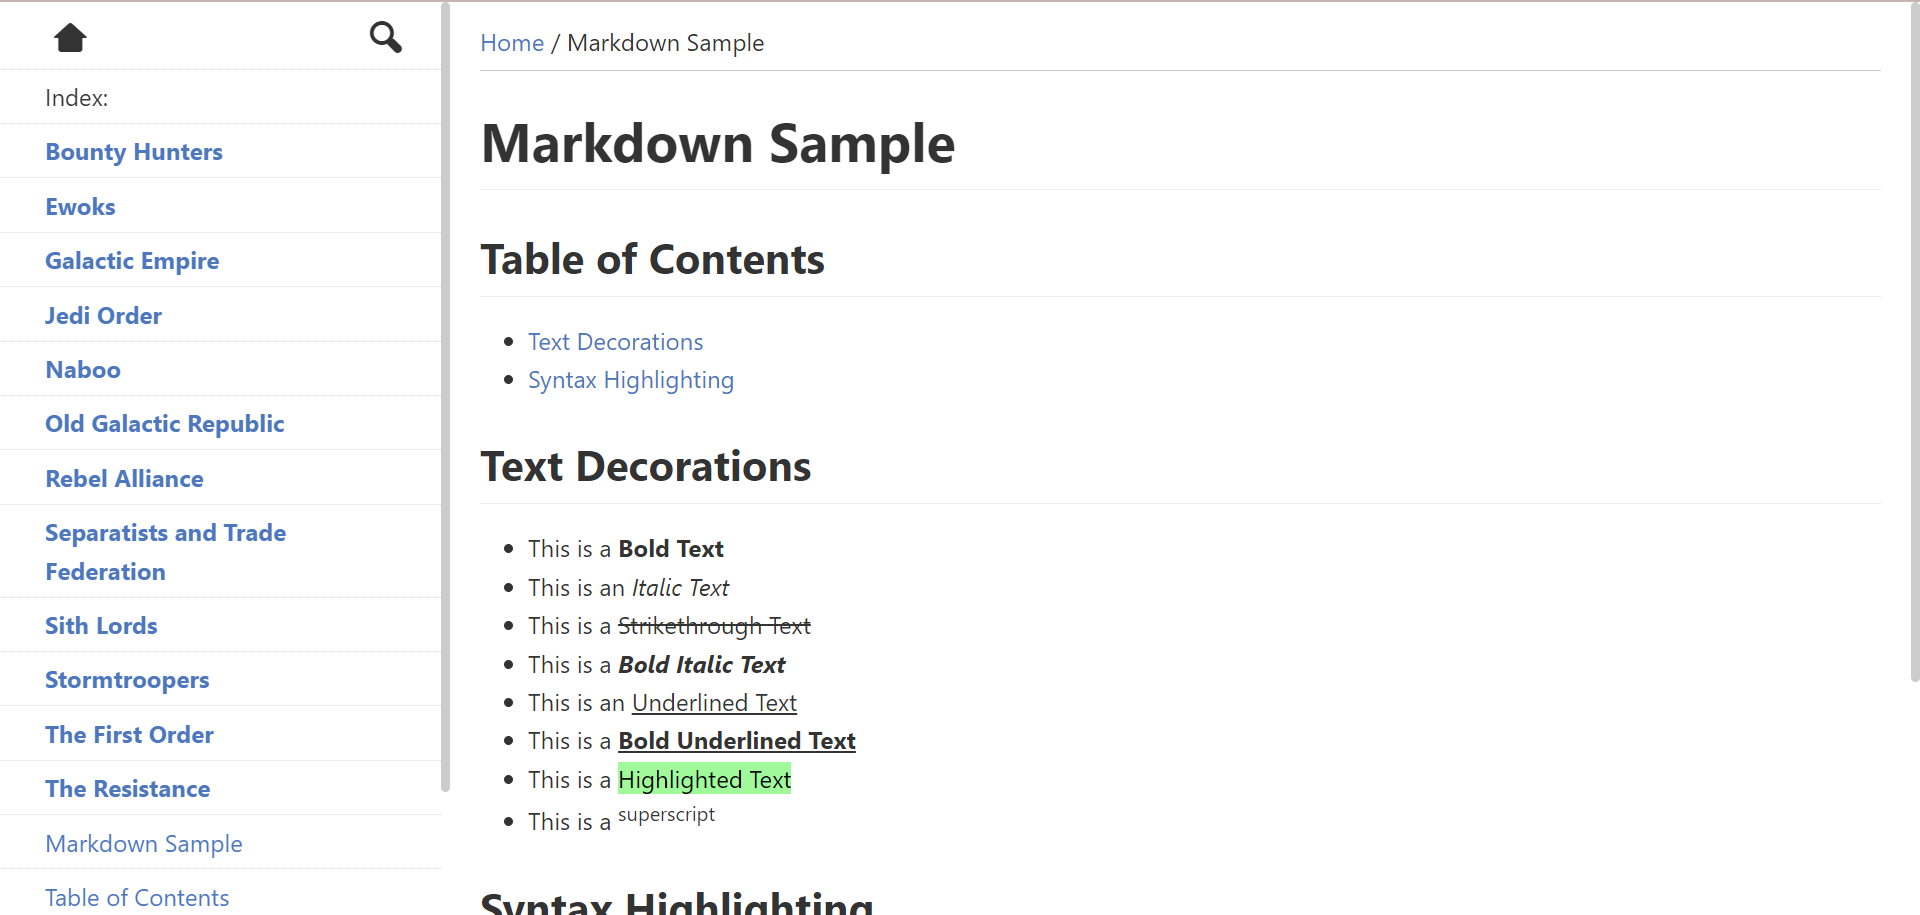 Index:
Bounty Hunters
Ewoks
Galactic Empire
Jedi Order
Naboo
Old Galactic Republic
Rebel Alliance
Separatists and Trade
Federation
Sith Lords
Stormtroopers
The First Order
The Resistance
Markdown Sample
Table of Contents
Home / Markdown Sample
Markdown Sample
Table of Contents
Text Decorations
Syntax Highlighting
Text Decorations
This is a Bold Text
This is an Italic Text
This is a Strikethrough Text
This is a Bold Italic Text
This is an Underlined Text
This is a Bold Underlined Text
This is a Highlighted Text
This is a superscript
Syntax Highlighting